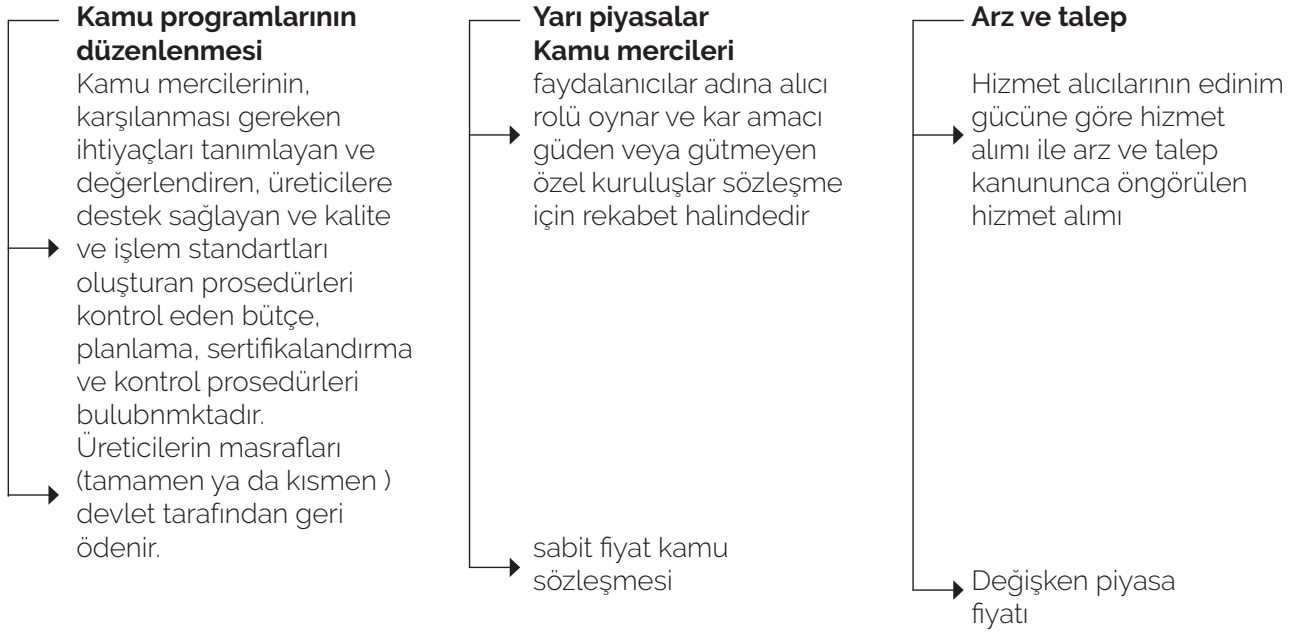 Kamu programlarının
düzenlenmesi
Kamu mercilerinin,
karşılanması gereken
ihtiyaçları tanımlayan ve
değerlendiren, üreticilere
destek sağlayan ve kalite
ve işlem standartları
oluşturan prosedürleri
kontrol eden bütçe,
planlama, sertifikalandırma
ve kontrol prosedürleri
bulubnmktadır.
Üreticilerin masrafları
(tamamen ya da kısmen )
devlet tarafından geri
ödenir.
Yarı piyasalar
Kamu mercileri
faydalanıcılar adına alıcı
rolü oynar ve kar amacı
güden veya gütmeyen
özel kuruluşlar sözleşme
için rekabet halindedir
sabit fiyat kamu
sözleşmesi
Arz ve talep
Hizmet alıcılarının edinim
gücüne göre hizmet
alımı ile arz ve talep
kanununca öngörülen
hizmet alımı
Değişken piyasa
fiyatı